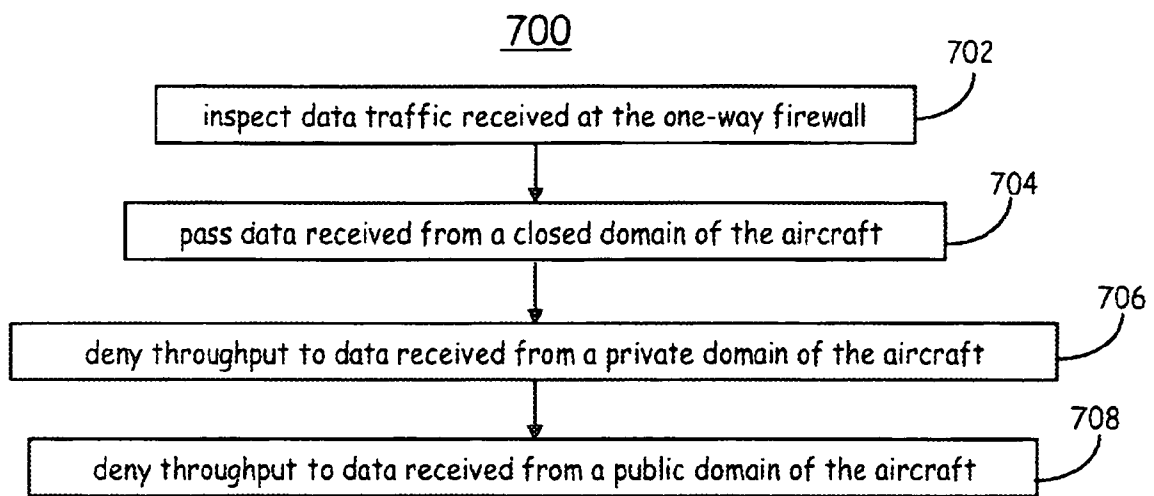 700
702
inspect data traffic received at the one-way firewall
704
pass data received from a closed domain of the aircraft
706
deny throughput to data received from a private domain of the aircraft
708
deny throughput to data received from a public domain of the aircraft